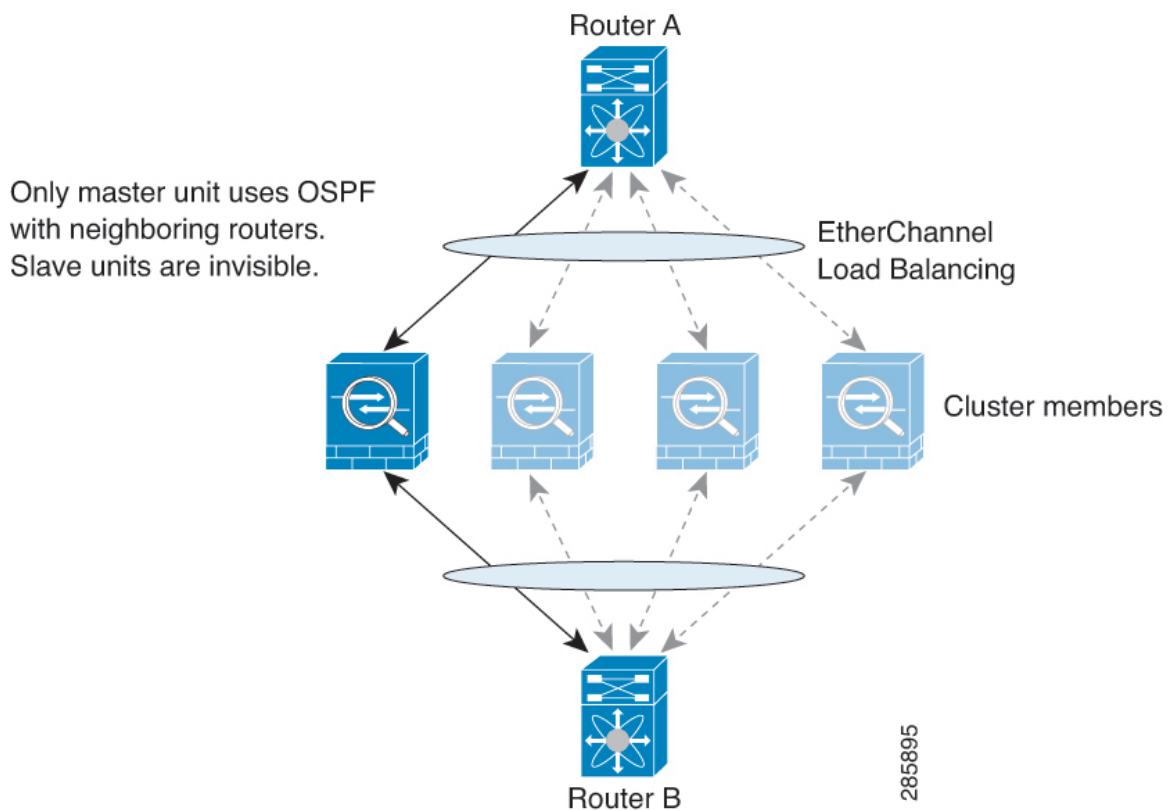 Router A
Only master unit uses OSPF
with neighboring routers.
Slave units are invisible.
EtherChannel
Load Balancing
Cluster members
Router B
285895